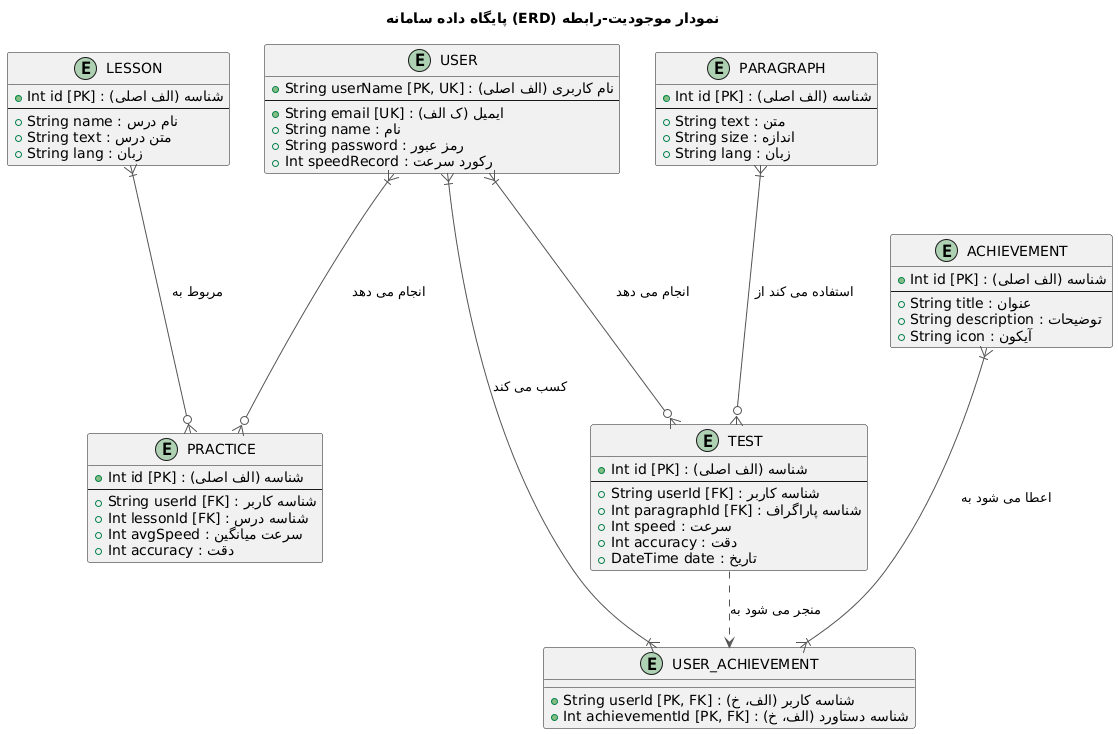 نمودار موجودیت-رابطه (ERD) پایگاه داده سامانه
E LESSON
Int id [PK] : شناسه (الف اصلی)
String name : نام درس
String text : متن درس
String lang : زبان
E USER
String userName [PK, UK] : نام کاربری (الف اصلی)
String email [UK] : ایمیل (ک الف)
String name : نام
String password : رمز عبور
Int speedRecord : رکورد سرعت
E PARAGRAPH
Int id [PK] : شناسه (الف اصلی)
String text : متن
String size : اندازه
String lang : زبان
E ACHIEVEMENT
Int id [PK] : شناسه (الف اصلی)
String title : عنوان
String description : توضیحات
String icon : آیکون
مربوط به
انجام می دهد
انجام می دهد
استفاده می کند از
کسب می کند
اعطا می شود به
E PRACTICE
Int id [PK] : شناسه (الف اصلی)
String userId [FK] : شناسه کاربر
Int lessonId [FK] : شناسه درس
Int avgSpeed : سرعت میانگین
Int accuracy : دقت
E TEST
Int id [PK] : شناسه (الف اصلی)
String userId [FK] : شناسه کاربر
Int paragraphId [FK] : شناسه پاراگراف
Int speed : سرعت
Int accuracy : دقت
DateTime date : تاریخ
منجر می شود به
E USER_ACHIEVEMENT
String userId [PK, FK] : شناسه کاربر (الف، خ)
Int achievementId [PK, FK] : شناسه دستاورد (الف، خ)